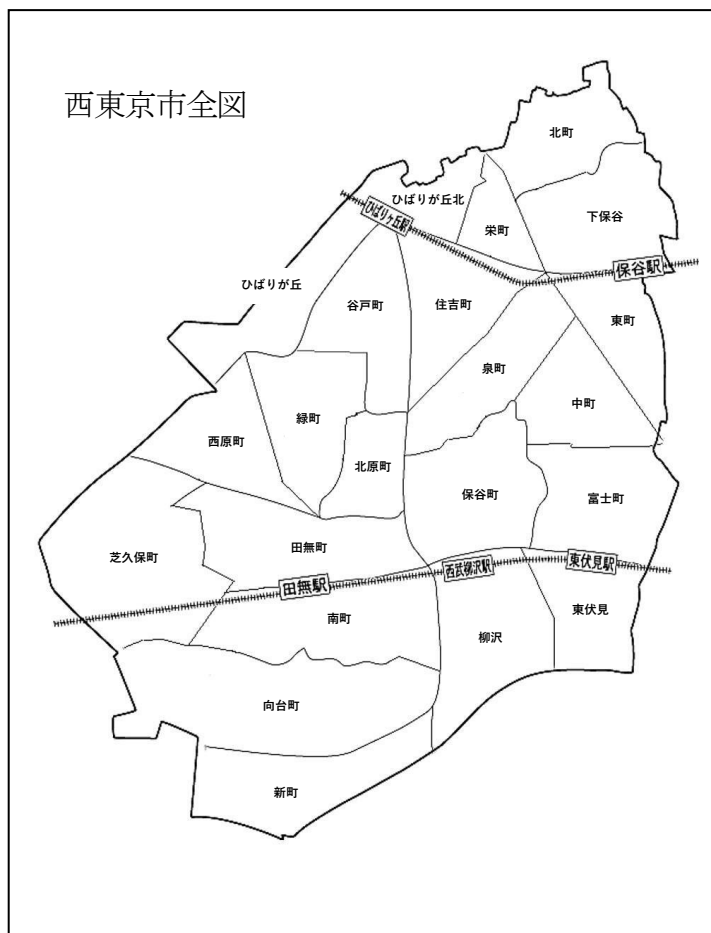 西東京市全図
北町
ひばりが丘北
ひばりヶ丘駅
栄町
下保谷
保谷駅
ひばりが丘
谷戸町
住吉町
東町
泉町
中町
緑町
西原町
北原町
保谷町
富士町
芝久保町
田無町
田無駅
西武柳沢駅
東伏見駅
南町
柳沢
東伏見
向台町
新町